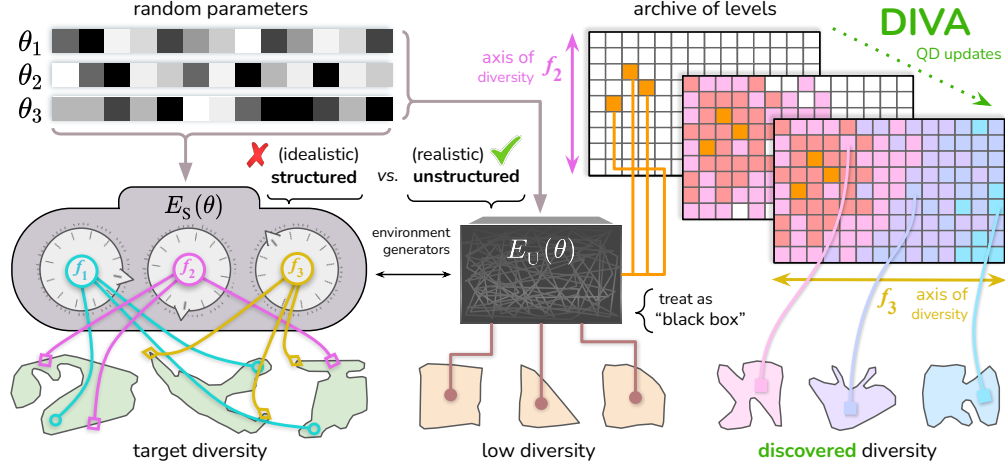 random parameters
θ1
θ2
θ3
✘ (idealistic)
structured
vs.
(realistic) ✔
unstructured
E_S(θ)
f1
f2
f3
environment
generators
E_U(θ)
treat as
“black box”
target diversity
low diversity
archive of levels
DIVA
QD updates
axis of
diversity
f2
f3
axis of
diversity
discovered diversity